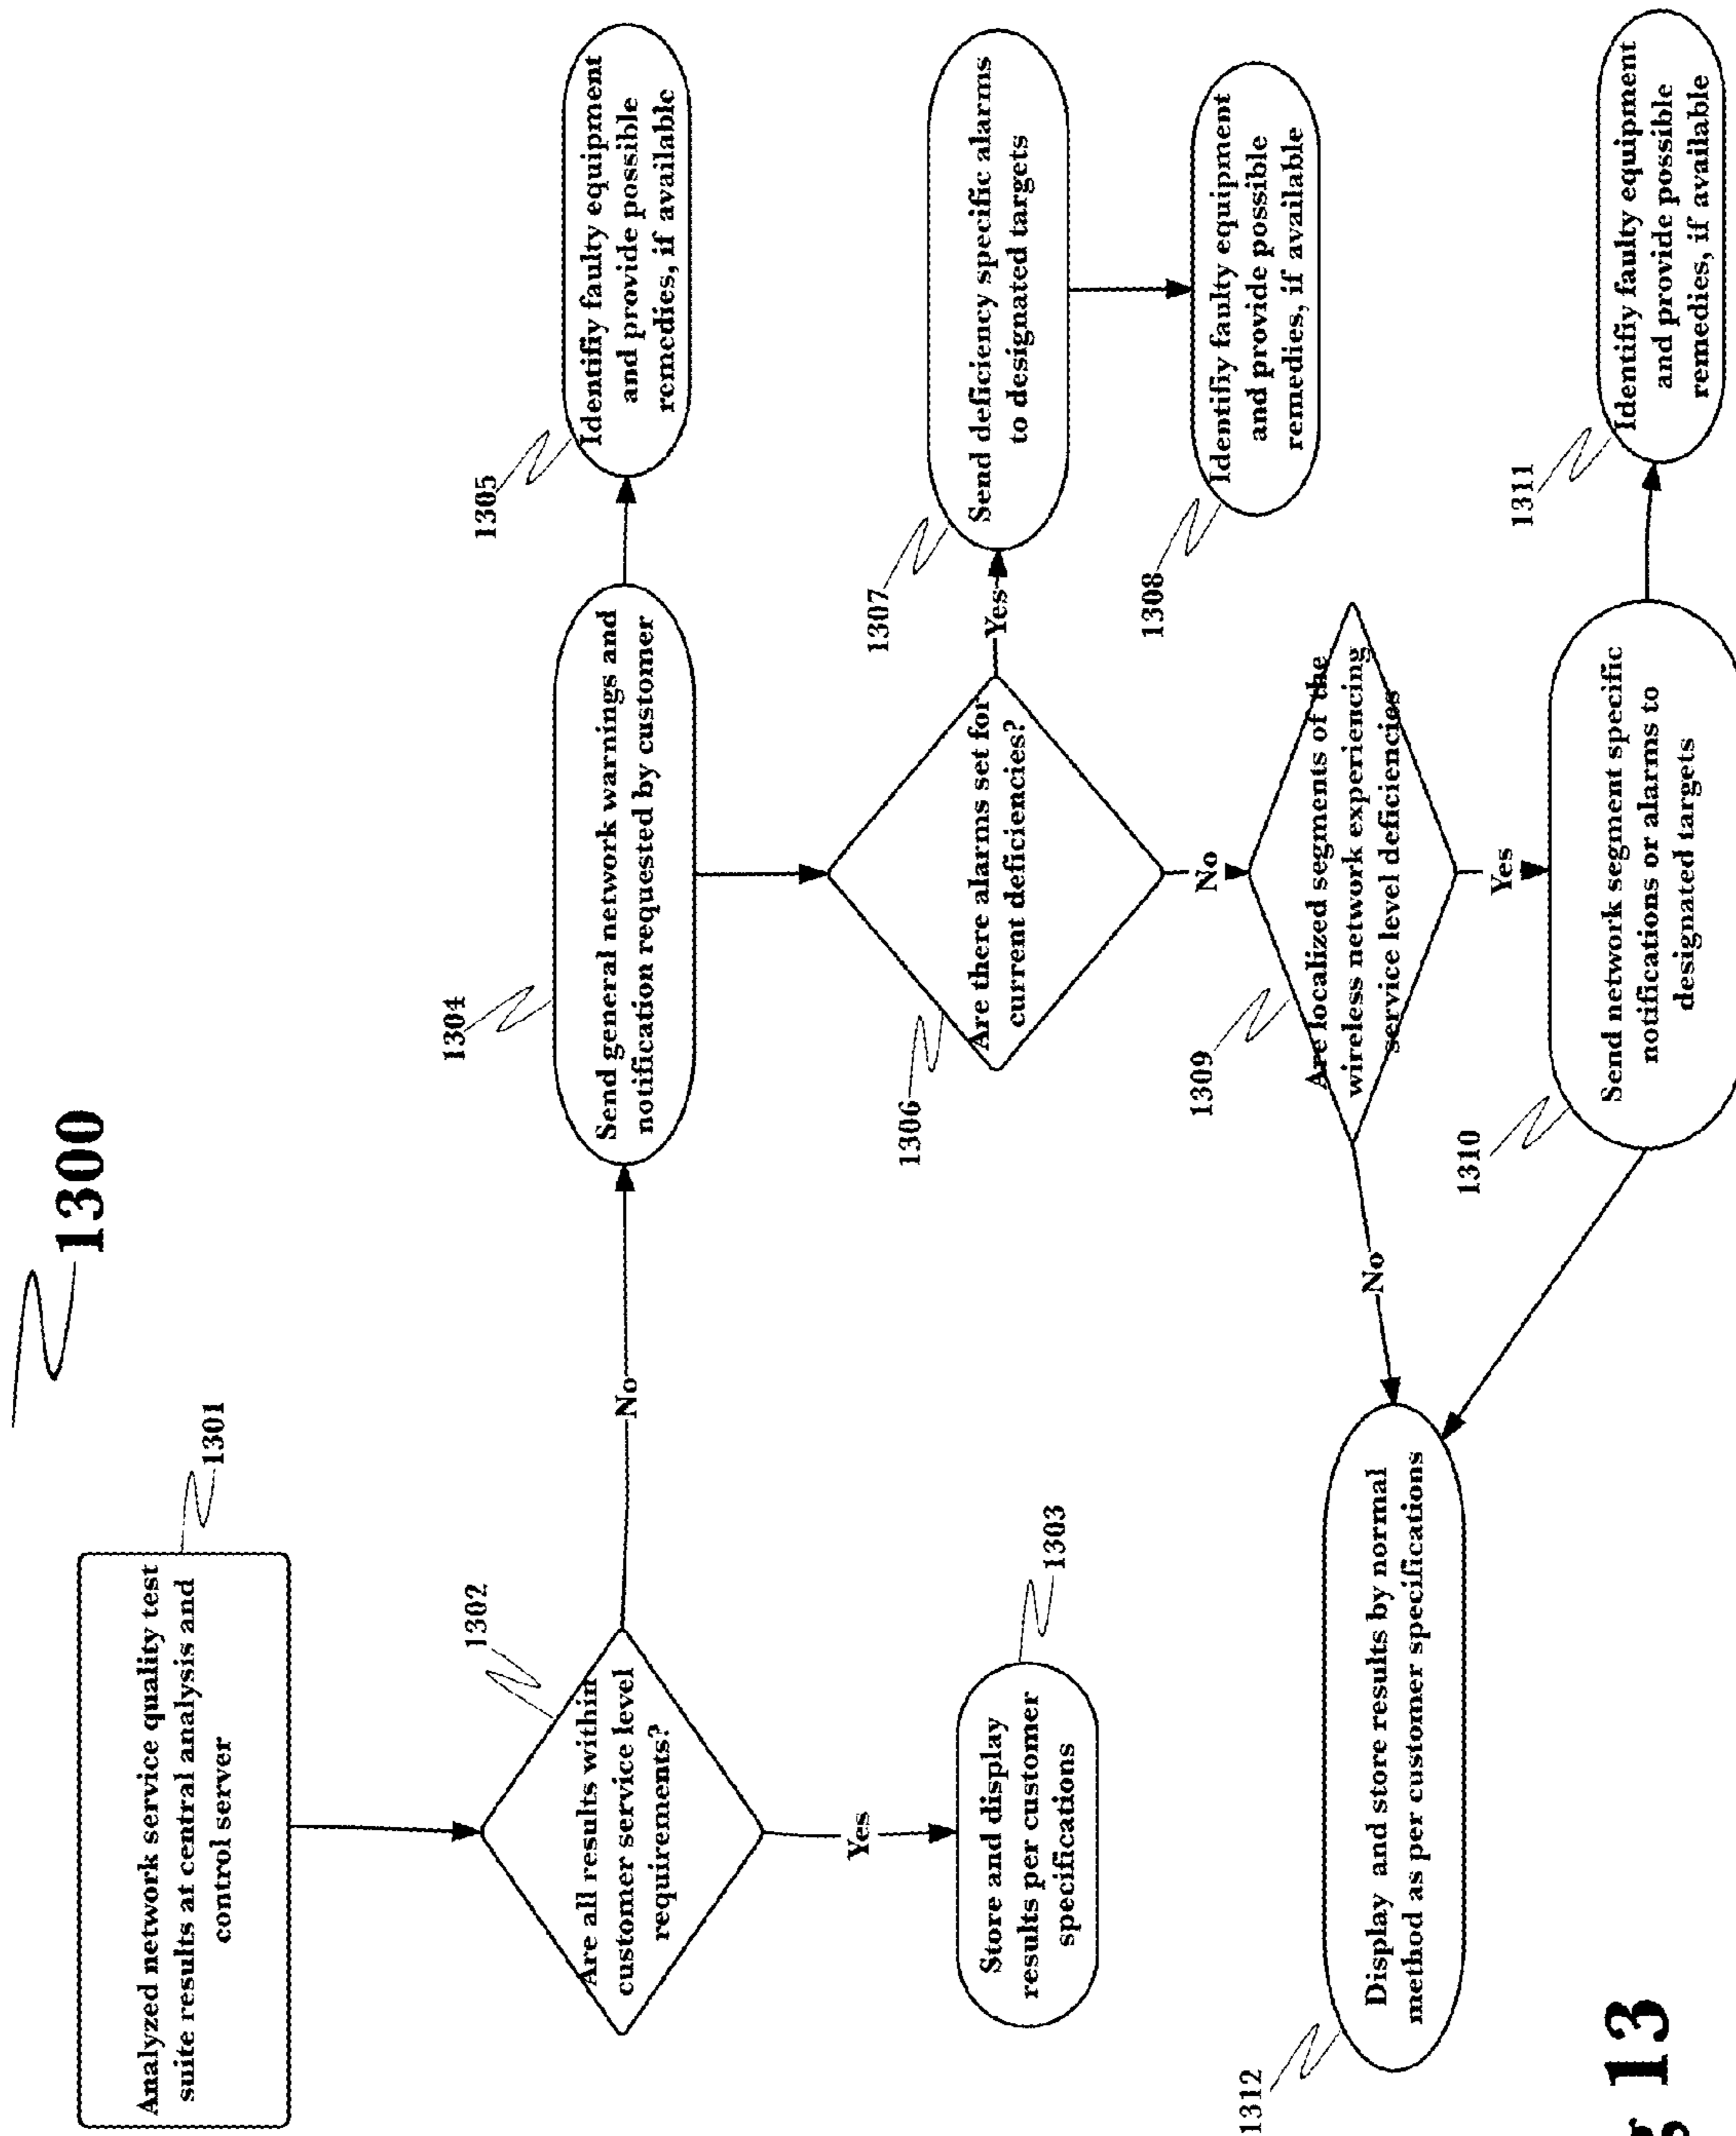 1300
Analyzed network service quality test
suite results at central analysis and
control server
1301
Are all results within
customer service level
requirements?
1302
No
Yes
Store and display
results per customer
specifications
1303
Send general network warnings and
notification requested by customer
1304
Identifiy faulty equipment
and provide possible
remedies, if available
1305
Are there alarms set for
current deficiencies?
1306
Yes
Send deficiency specific alarms
to designated targets
1307
Identifiy faulty equipment
and provide possible
remedies, if available
1308
No
Are localized segments of the
wireless network experiencing
service level deficiencies
1309
No
Yes
Send network segment specific
notifications or alarms to
designated targets
1310
Identifiy faulty equipment
and provide possible
remedies, if available
1311
Display and store results by normal
method as per customer specifications
1312
13